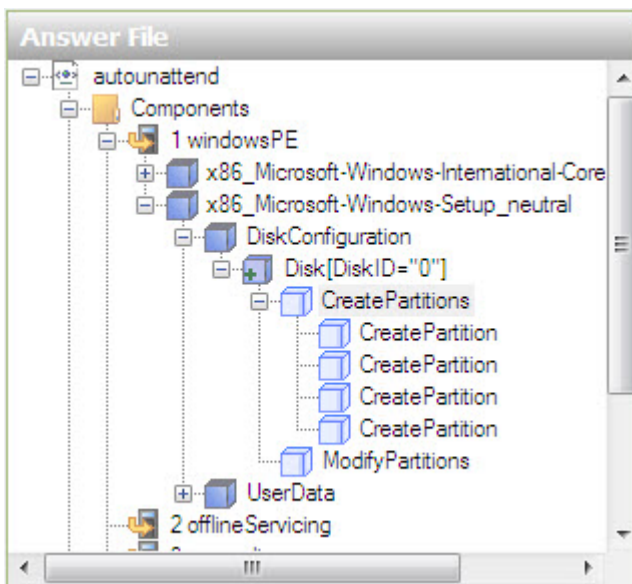 Answer File
autounattend
Components
1 windowsPE
x86_Microsoft-Windows-International-Core
x86_Microsoft-Windows-Setup_neutral
DiskConfiguration
Disk[DiskID="0"]
CreatePartitions
CreatePartition
CreatePartition
CreatePartition
CreatePartition
ModifyPartitions
UserData
2 offlineServicing